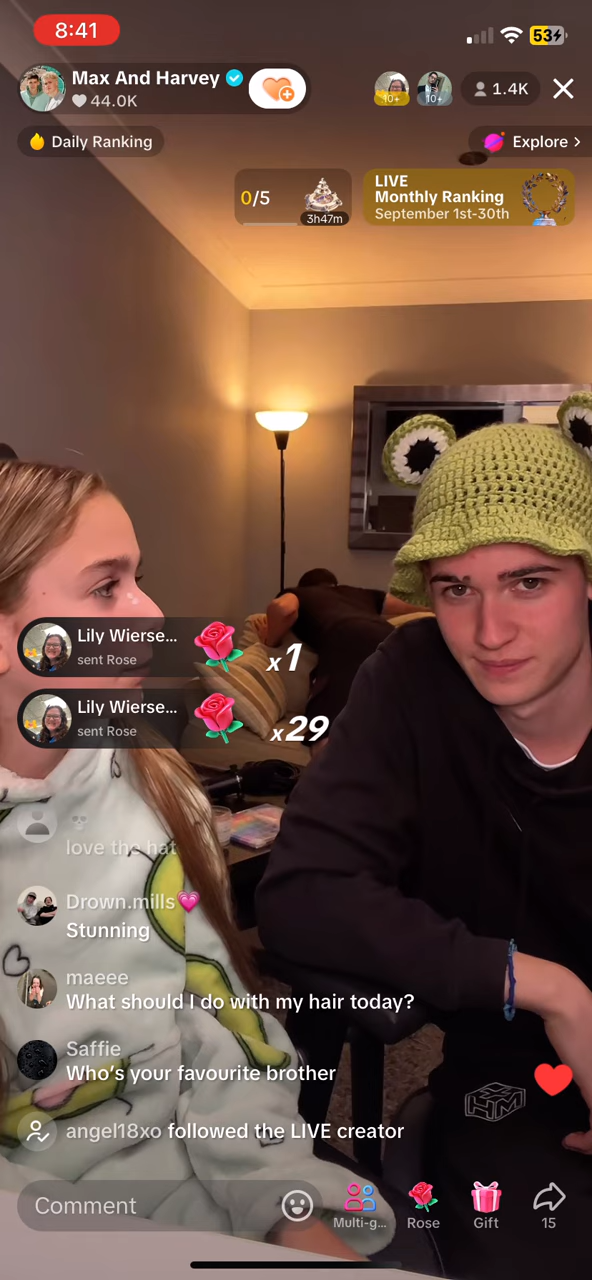 8:41
53
Max And Harvey
44.0K
10+
10+
1.4K
Daily Ranking
Explore >
0/5
3h47m
LIVE
Monthly Ranking
September 1st-30th
Lily Wierse...
sent Rose
x1
Lily Wierse...
sent Rose
x29
love the hat
Drown.mills
Stunning
maeee
What should I do with my hair today?
Saffie
Who's your favourite brother
HM
angel18xo followed the LIVE creator
Comment
Multi-g...
Rose
Gift
15